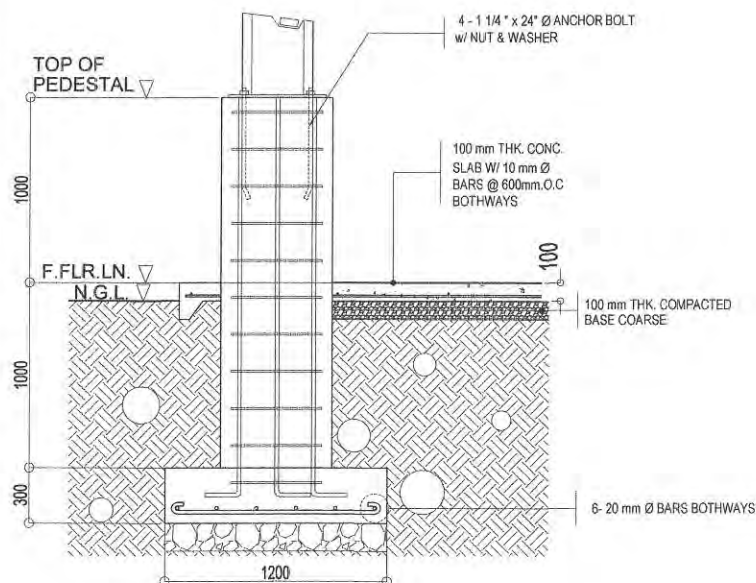 4 - 1 1/4 " x 24" Ø ANCHOR BOLT
w/ NUT & WASHER
TOP OF
PEDESTAL
100 mm THK. CONC.
SLAB W/ 10 mm Ø
BARS @ 600mm.O.C
BOTHWAYS
1000
F.FLR.LN.
N.G.L.
100
100 mm THK. COMPACTED
BASE COARSE
1000
300
6- 20 mm Ø BARS BOTHWAYS
1200